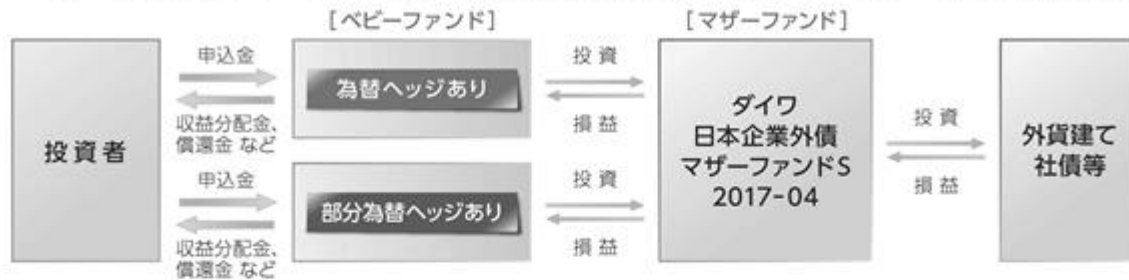 [ベビーファンド]
[マザーファンド]
投資者
申込金
収益分配金、
償還金 など
申込金
収益分配金、
償還金 など
為替ヘッジあり
部分為替ヘッジあり
投資
損益
投資
損益
ダイワ
日本企業外債
マザーファンドS
2017-04
投資
損益
外貨建て
社債等